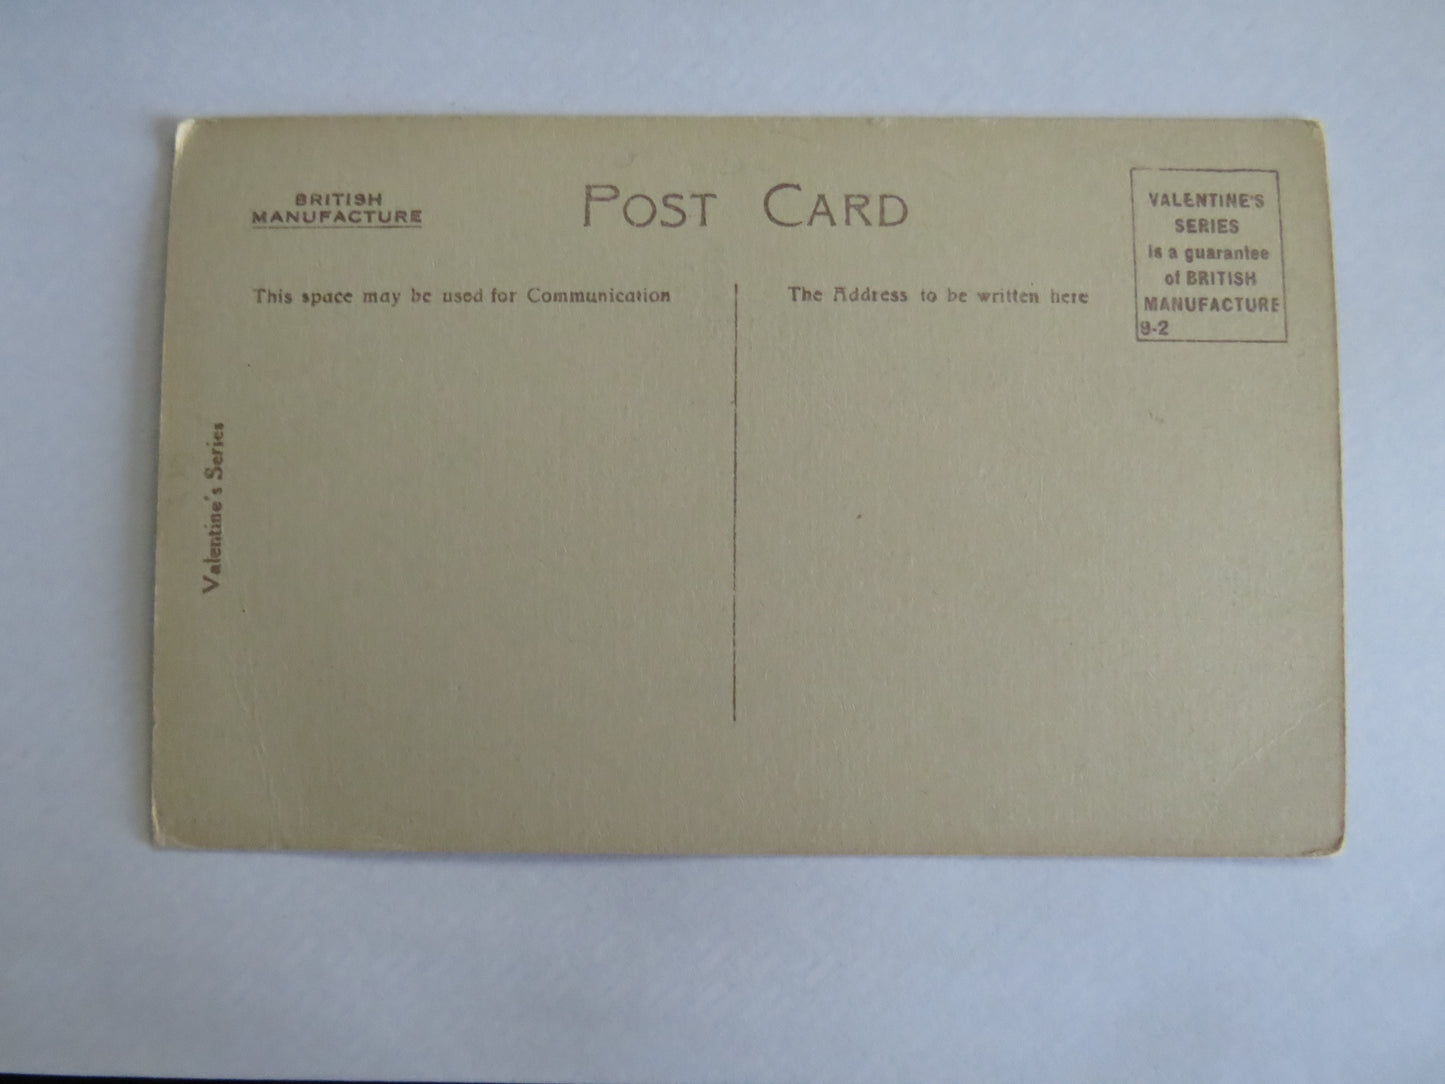 BRITISH
MANUFACTURE
POST CARD
VALENTINE'S
SERIES
is a guarantee
of BRITISH
MANUFACTURE
9-2
This space may be used for Communication
The Address to be written here
Valentine's Series